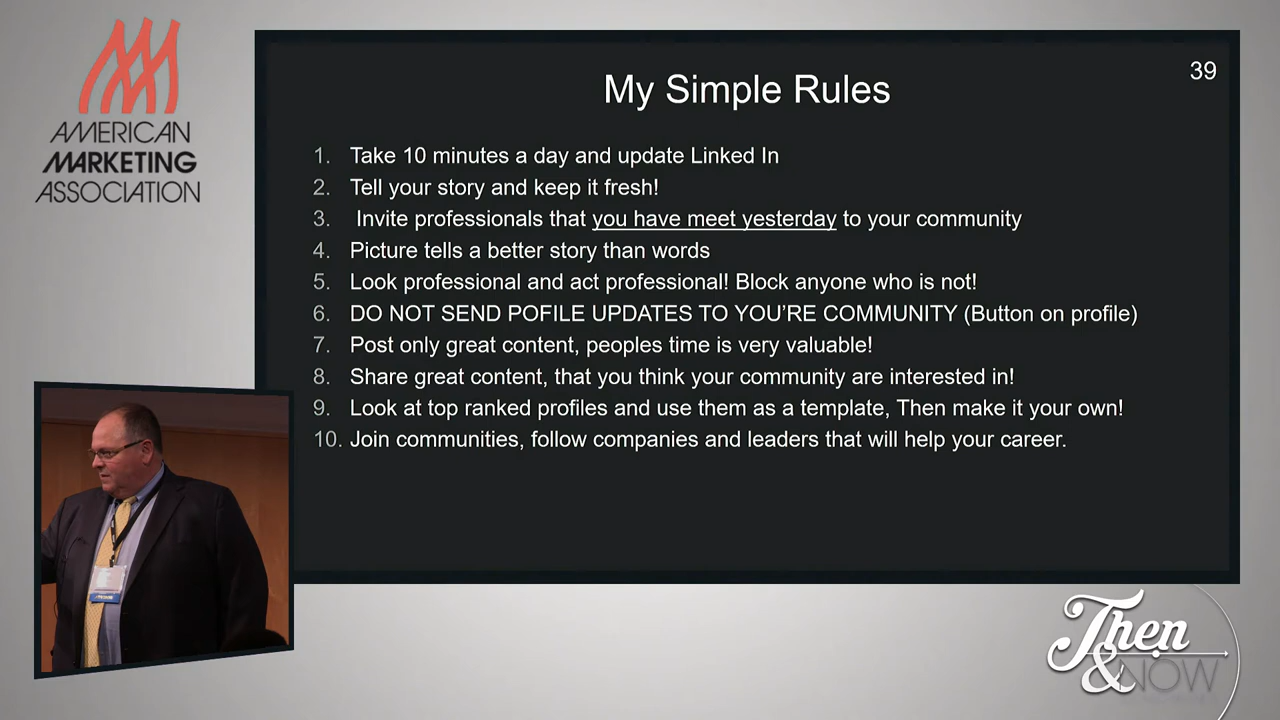 AMERICAN
MARKETING
ASSOCIATION
39
My Simple Rules
1. Take 10 minutes a day and update Linked In
2. Tell your story and keep it fresh!
3. Invite professionals that you have meet yesterday to your community
4. Picture tells a better story than words
5. Look professional and act professional! Block anyone who is not!
6. DO NOT SEND POFILE UPDATES TO YOU'RE COMMUNITY (Button on profile)
7. Post only great content, peoples time is very valuable!
8. Share great content, that you think your community are interested in!
9. Look at top ranked profiles and use them as a template, Then make it your own!
10. Join communities, follow companies and leaders that will help your career.
Then
& NOW